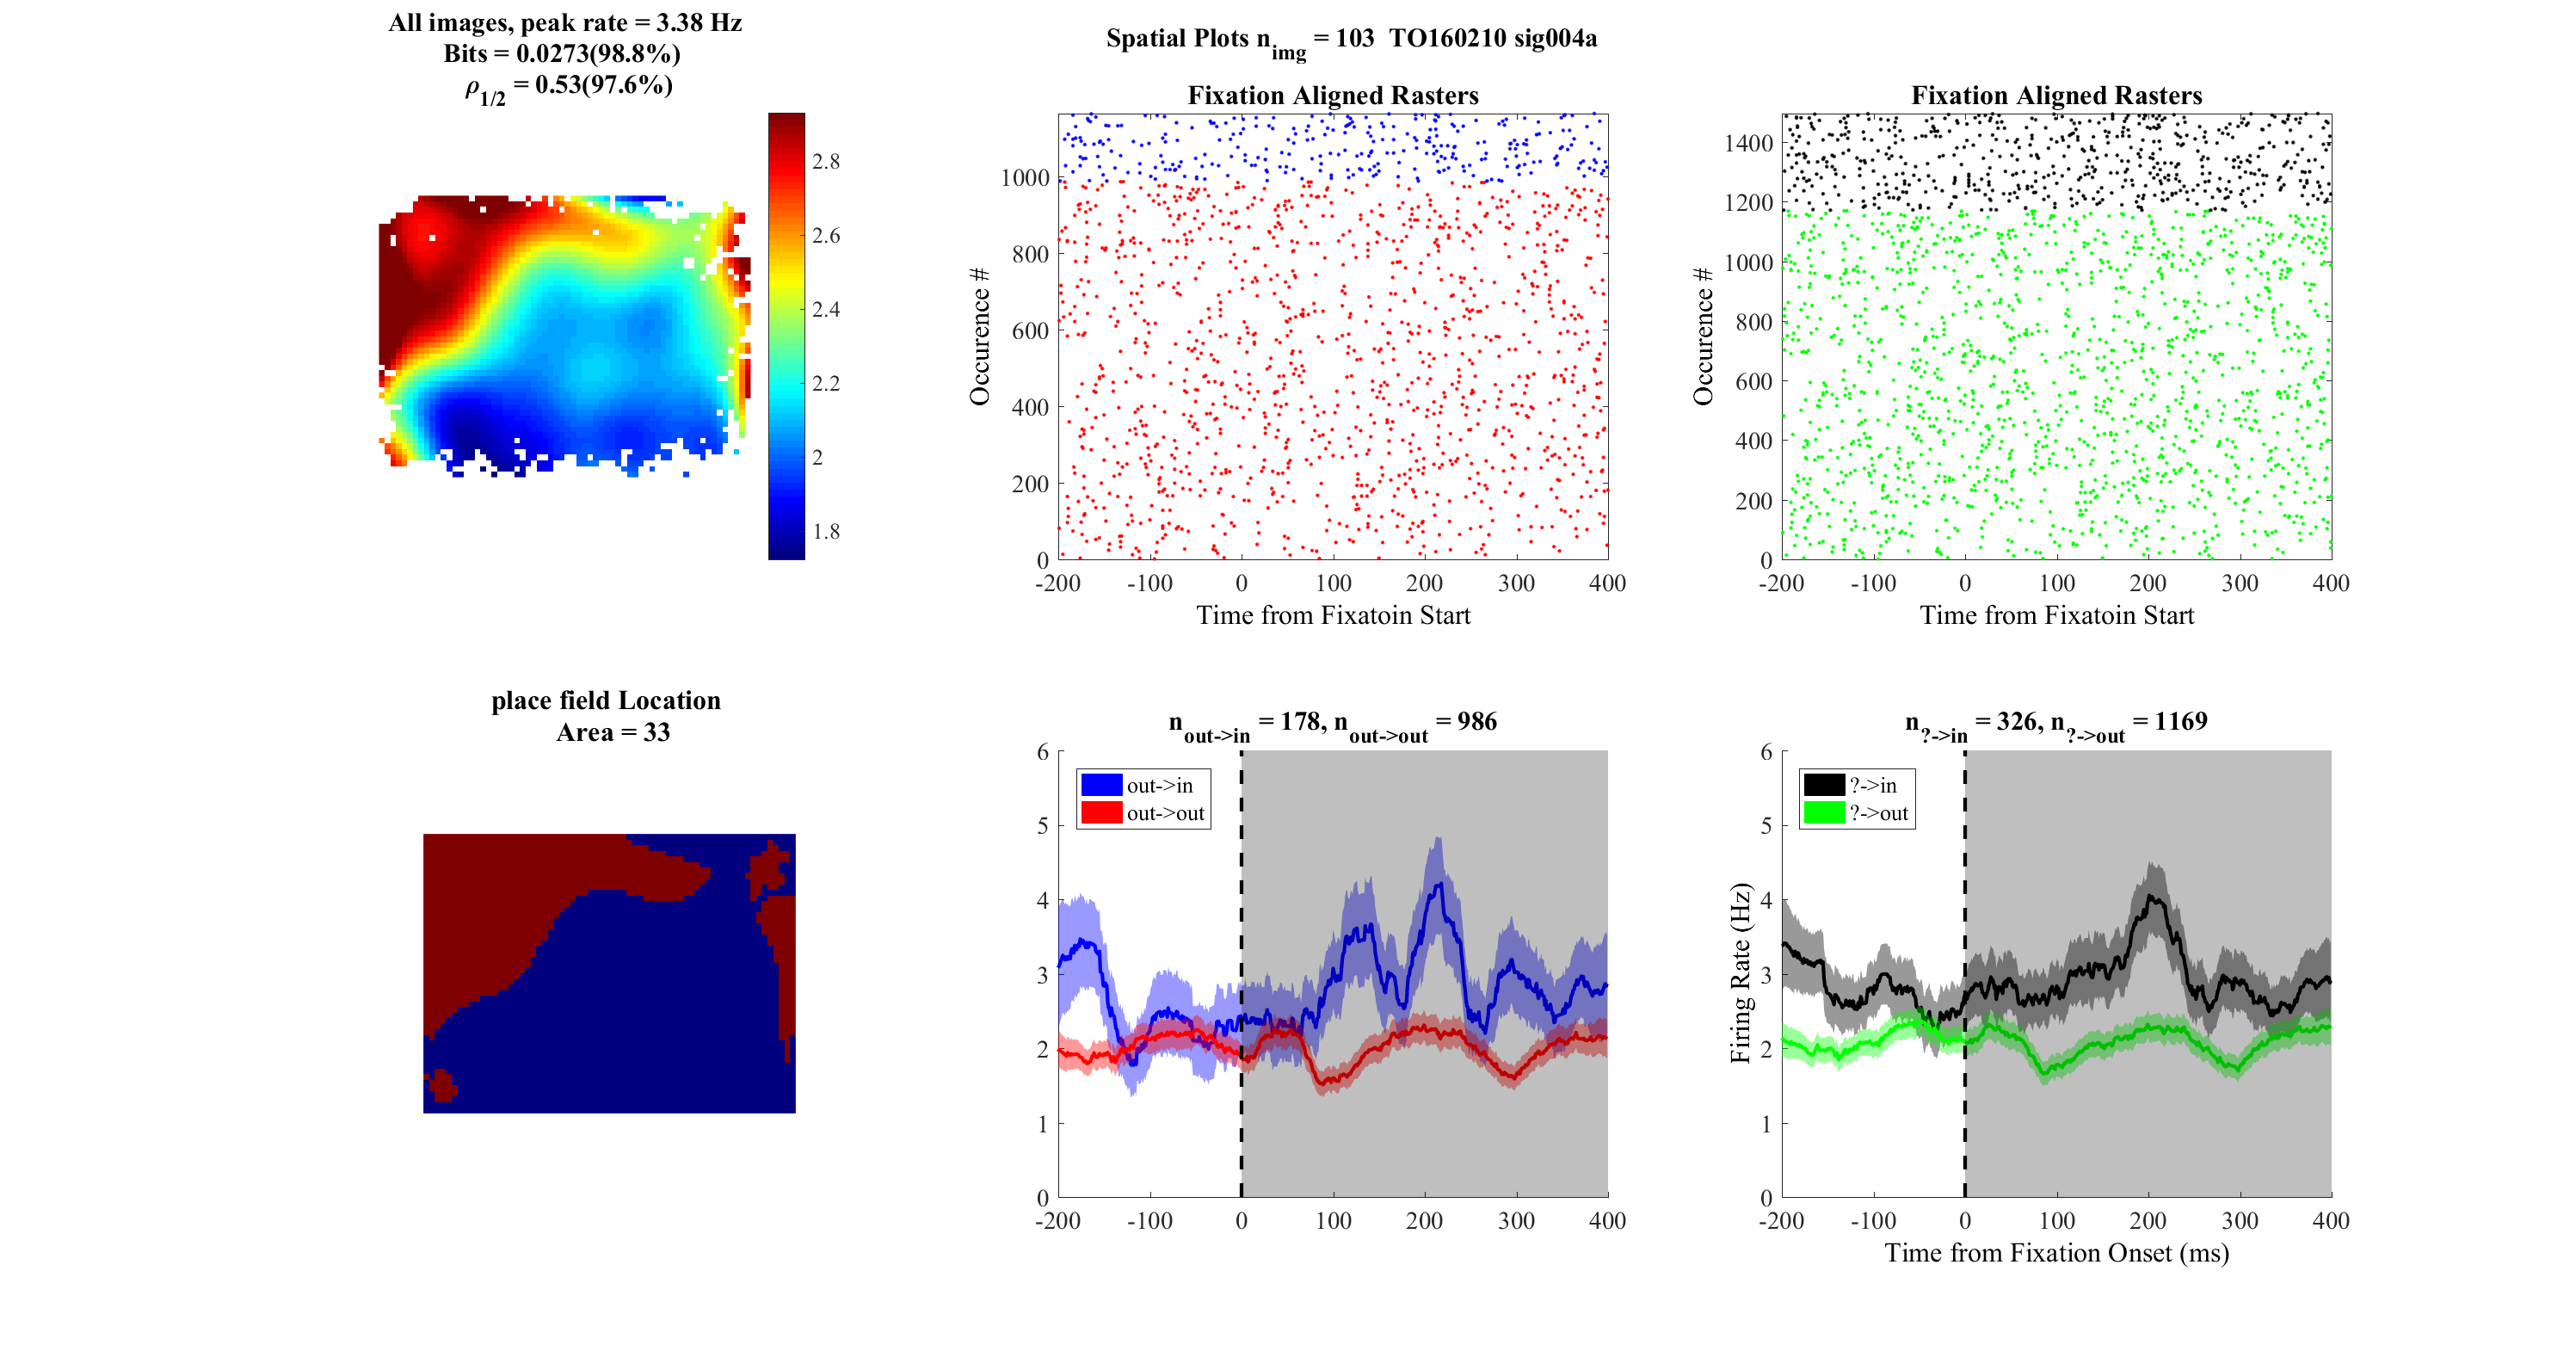 All images, peak rate = 3.38 Hz
Bits = 0.0273(98.8%)
ρ1/2 = 0.53(97.6%)
2.8
2.6
2.4
2.2
2
1.8
Spatial Plots nimg = 103 TO160210 sig004a
Fixation Aligned Rasters
Occurence #
1000
800
600
400
200
0
-200 -100 0 100 200 300 400
Time from Fixatoin Start
Fixation Aligned Rasters
Occurence #
1400
1200
1000
800
600
400
200
0
-200 -100 0 100 200 300 400
Time from Fixatoin Start
place field Location
Area = 33
nout->in = 178, nout->out = 986
6
5
4
3
2
1
0
out->in
out->out
-200 -100 0 100 200 300 400
n?->in = 326, n?->out = 1169
Firing Rate (Hz)
6
5
4
3
2
1
0
?->in
?->out
-200 -100 0 100 200 300 400
Time from Fixation Onset (ms)